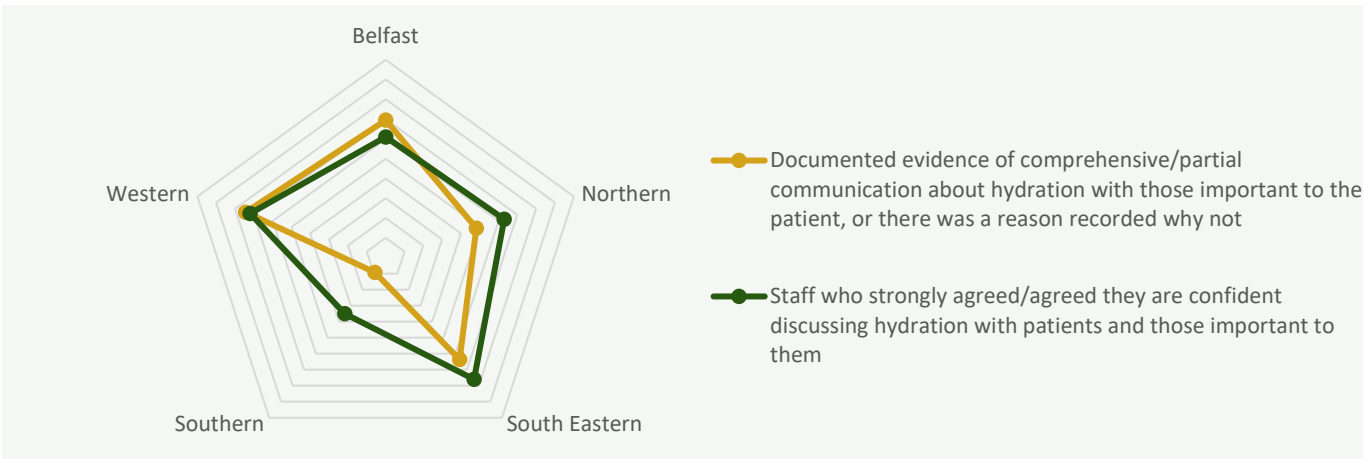 Belfast
Northern
South Eastern
Southern
Western
Documented evidence of comprehensive/partial
communication about hydration with those important to the
patient, or there was a reason recorded why not
Staff who strongly agreed/agreed they are confident
discussing hydration with patients and those important to
them